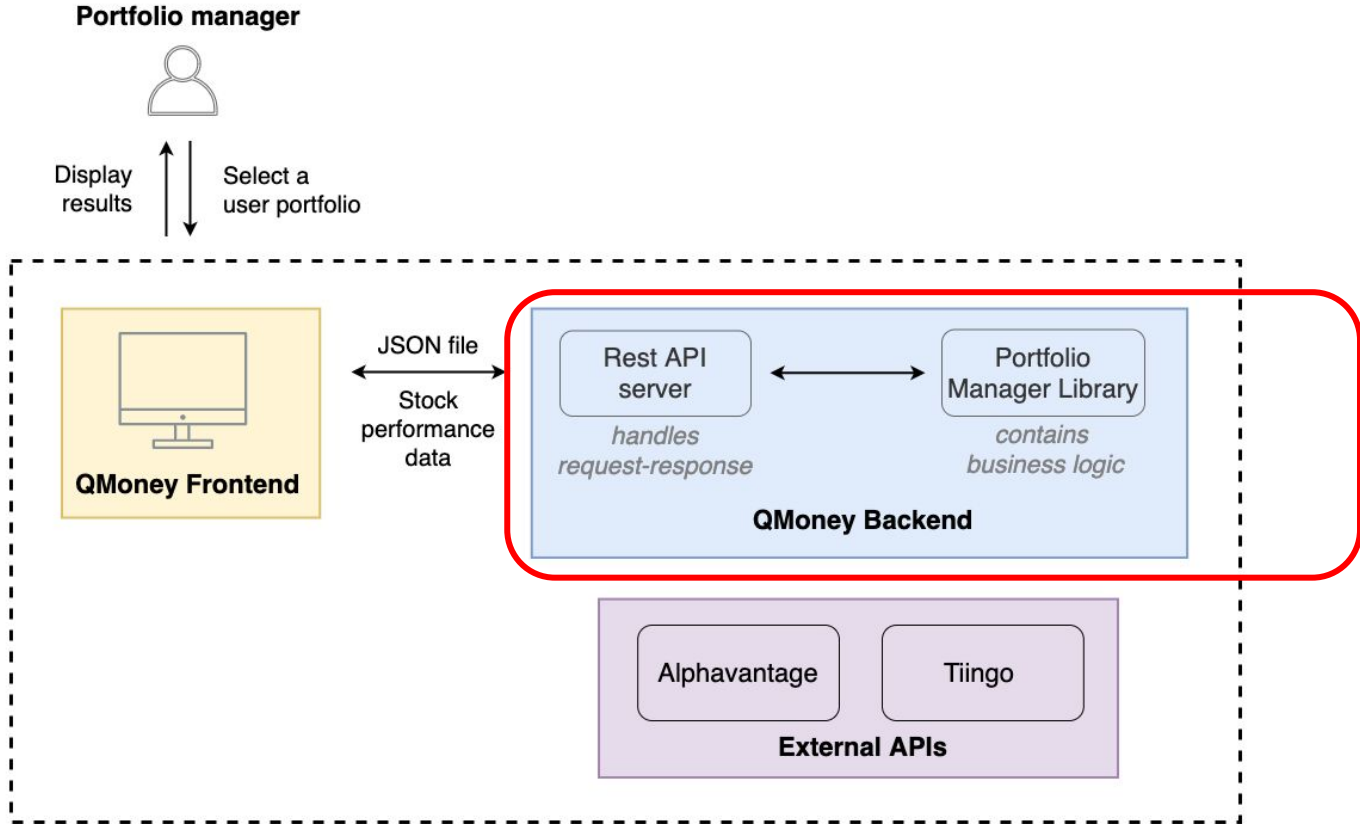 Portfolio manager
Display
results
Select a
user portfolio
JSON file
Stock
performance
data
QMoney Frontend
Rest API
server
handles
request-response
Portfolio
Manager Library
contains
business logic
QMoney Backend
Alphavantage
Tiingo
External APIs